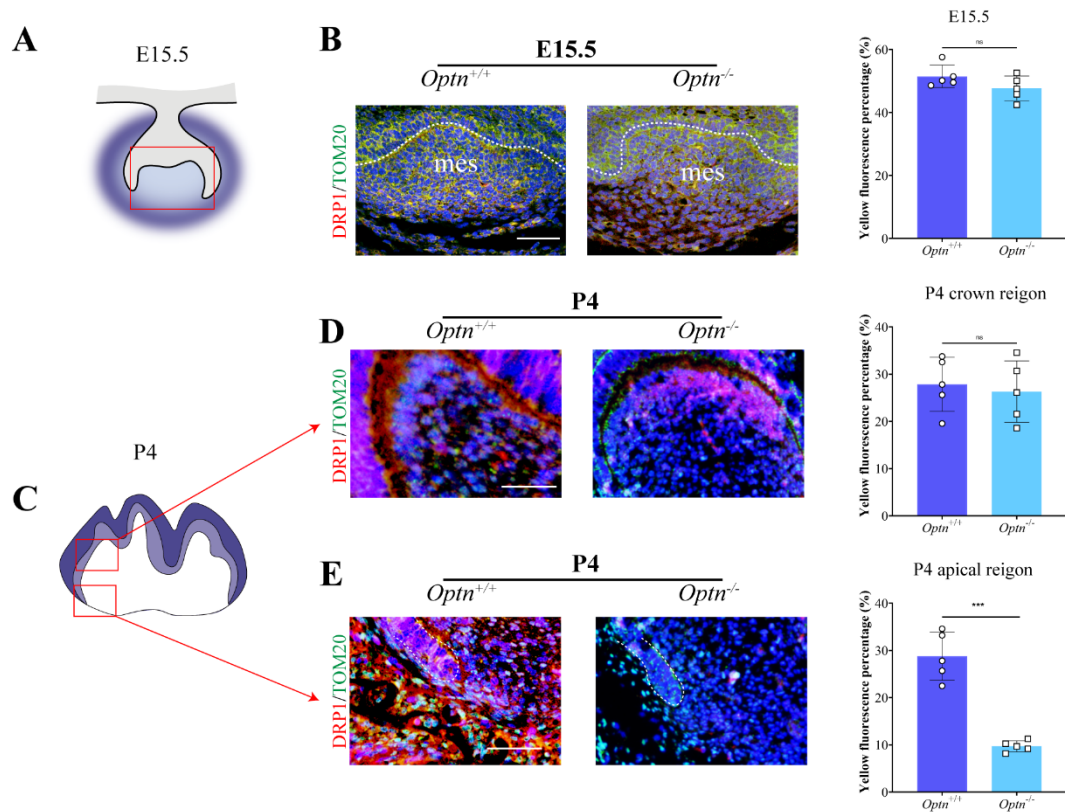 A
E15.5
B
E15.5
Optn+/+
Optn-/-
DRP1/TOM20
mes
mes
E15.5
Yellow fluorescence percentage (%)
60
40
20
0
ns
Optn+/+
Optn-/-
C
P4
D
P4
Optn+/+
Optn-/-
DRP1/TOM20
P4 crown reigon
Yellow fluorescence percentage (%)
40
30
20
10
0
ns
Optn+/+
Optn-/-
E
P4
Optn+/+
Optn-/-
DRP1/TOM20
P4 apical reigon
Yellow fluorescence percentage (%)
40
30
20
10
0
***
Optn+/+
Optn-/-